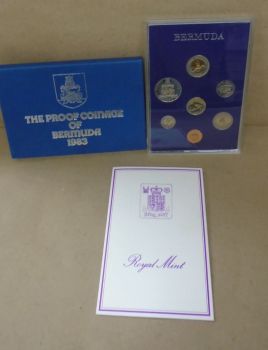 THE PROOF COINAGE
OF
BERMUDA
1983
BERMUDA
Royal Mint